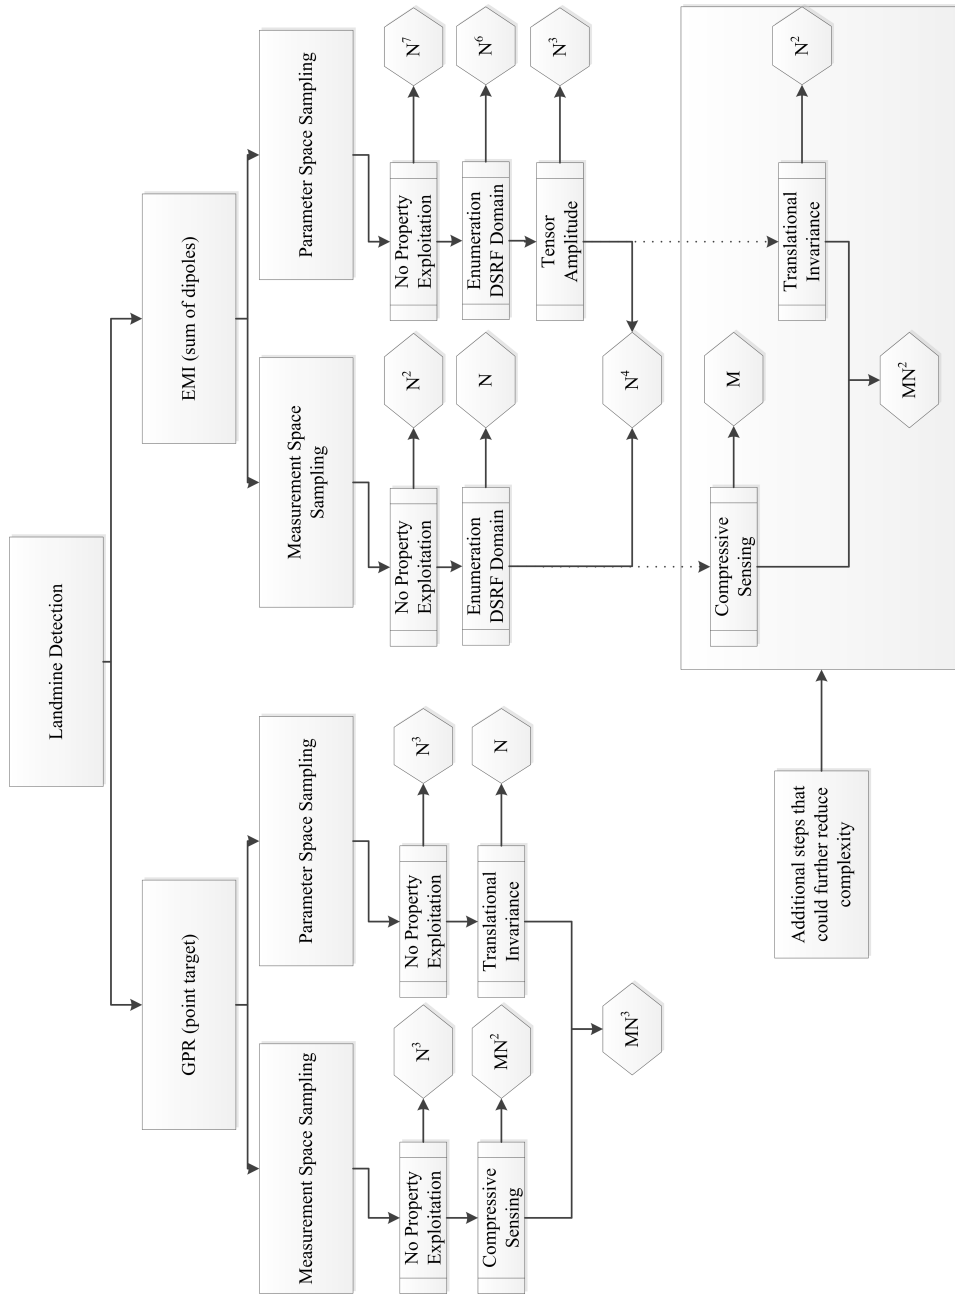 Landmine Detection
GPR (point target)
EMI (sum of dipoles)
Measurement Space Sampling
Parameter Space Sampling
Measurement Space
Sampling
Parameter Space Sampling
No Property
Exploitation
N³
Compressive
Sensing
MN²
No Property
Exploitation
N³
Translational
Invariance
N
MN³
No Property
Exploitation
N²
Enumeration
DSRF Domain
N
No Property
Exploitation
N⁷
Enumeration
DSRF Domain
N⁶
Tensor
Amplitude
N³
N⁴
Additional steps that
could further reduce
complexity
Compressive
Sensing
M
Translational
Invariance
N²
MN²